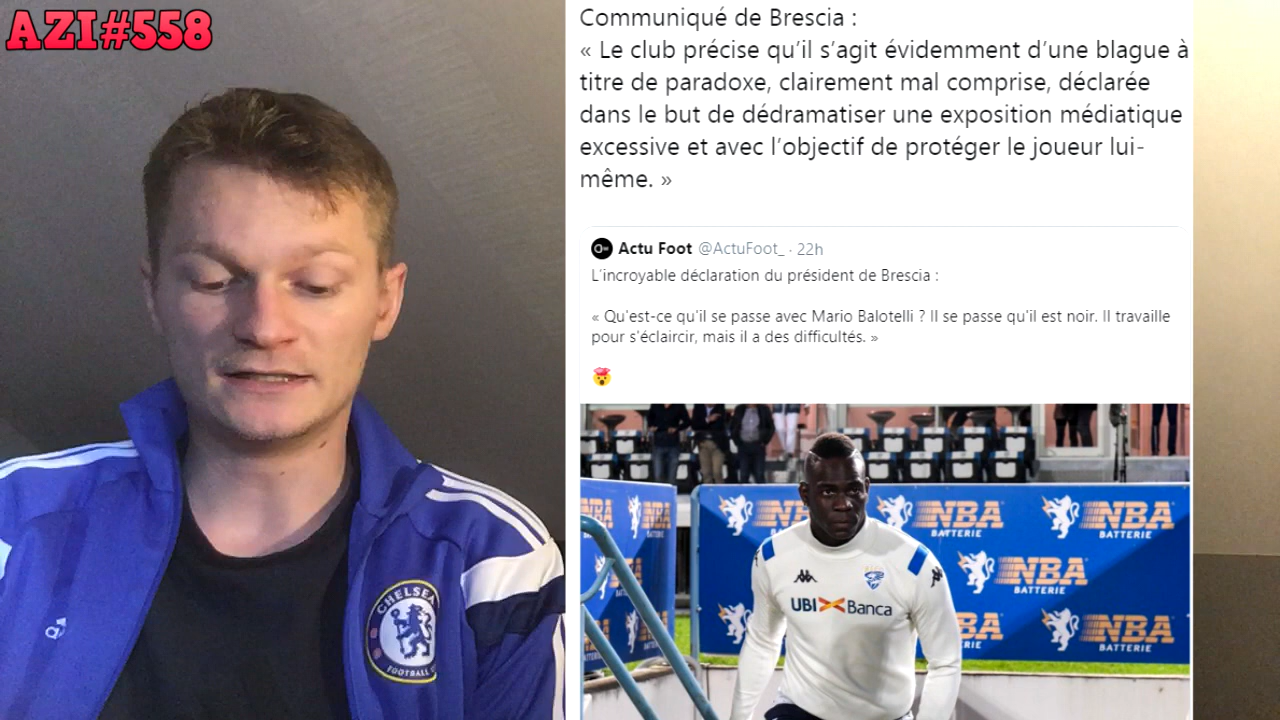 AZI#558
Communiqué de Brescia :
« Le club précise qu'il s'agit évidemment d'une blague à
titre de paradoxe, clairement mal comprise, déclarée
dans le but de dédramatiser une exposition médiatique
excessive et avec l'objectif de protéger le joueur lui-
même. »
Actu Foot @ActuFoot_ · 22h
L'incroyable déclaration du président de Brescia :
« Qu'est-ce qu'il se passe avec Mario Balotelli ? Il se passe qu'il est noir. Il travaille
pour s'éclaircir, mais il a des difficultés. »
NBA
BATTERIE
NBA
BATTERIE
NBA
BATTERIE
NBA
BATTERIE
NBA
BATTERIE
UBI Banca
CHELSEA
FOOTBALL CLUB